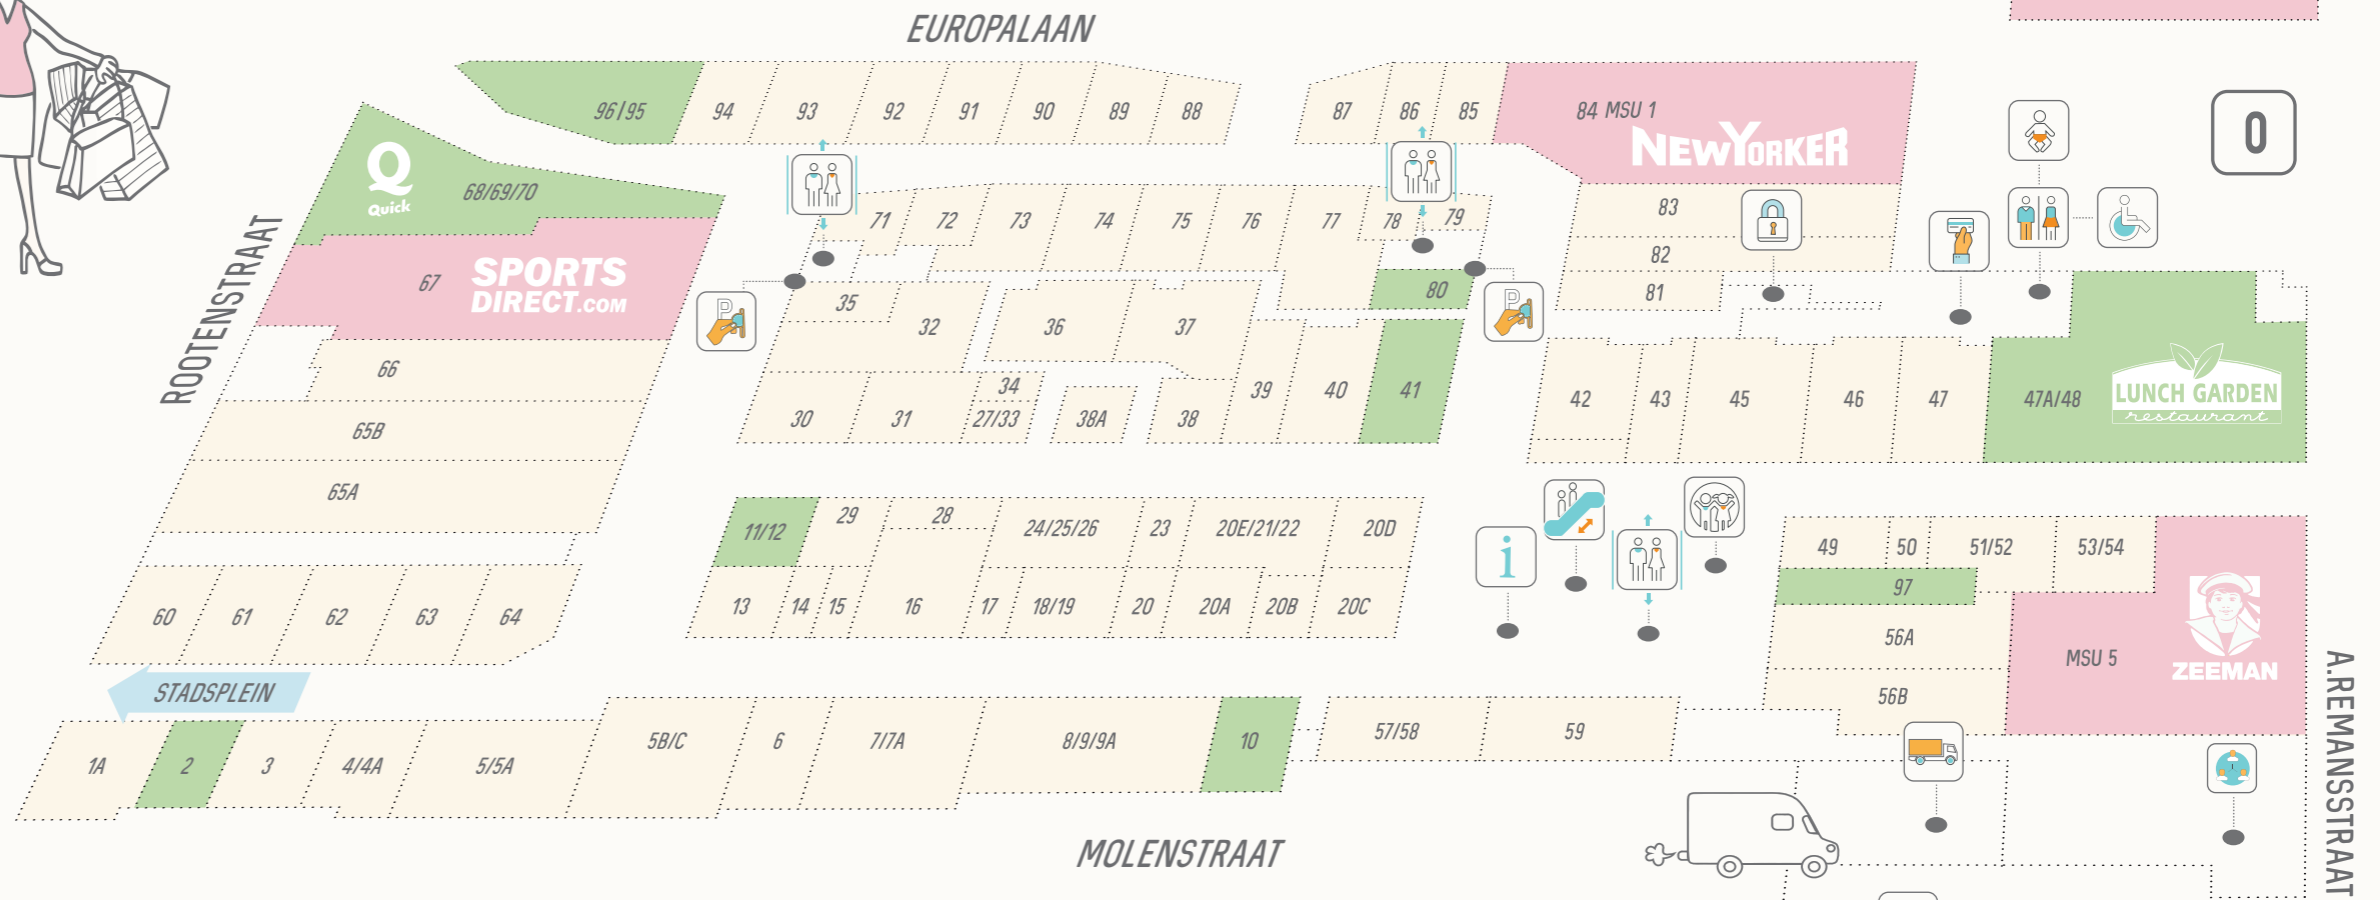 EUROPALAAN
96/95
94
93
92
91
90
89
88
87
86
85
84 MSU 1
NEWYORKER
0
Q
Quick
68/69/70
71
72
73
74
75
76
77
78
79
83
82
81
ROOTENSTRAAT
67
SPORTS
DIRECT.COM
P
35
32
36
37
80
P
66
65B
65A
30
31
34
27/33
38A
38
39
40
41
42
43
45
46
47
47A/48
LUNCH GARDEN
restaurant
11/12
29
28
24/25/26
23
20E/21/22
20D
13
14
15
16
17
18/19
20
20A
20B
20C
i
49
50
51/52
53/54
97
56A
56B
MSU 5
ZEEMAN
60
61
62
63
64
STADSPLEIN
1A
2
3
4/4A
5/5A
5B/C
6
7/7A
8/9/9A
10
57/58
59
MOLENSTRAAT
A.REMANSSTRAAT